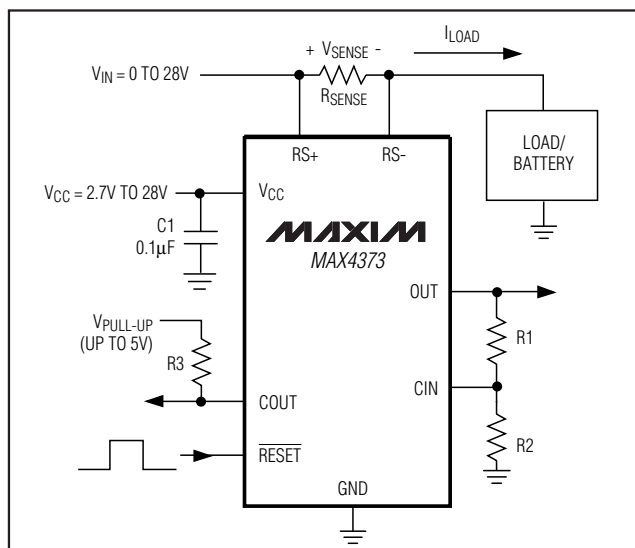 + VSENSE -
ILOAD
VIN = 0 TO 28V
RSENSE
RS+ RS-
LOAD/
BATTERY
VCC = 2.7V TO 28V
VCC
C1
0.1µF
MAXIM
MAX4373
OUT
R1
VPULL-UP
(UP TO 5V)
R3
CIN
COUT
R2
RESET
GND